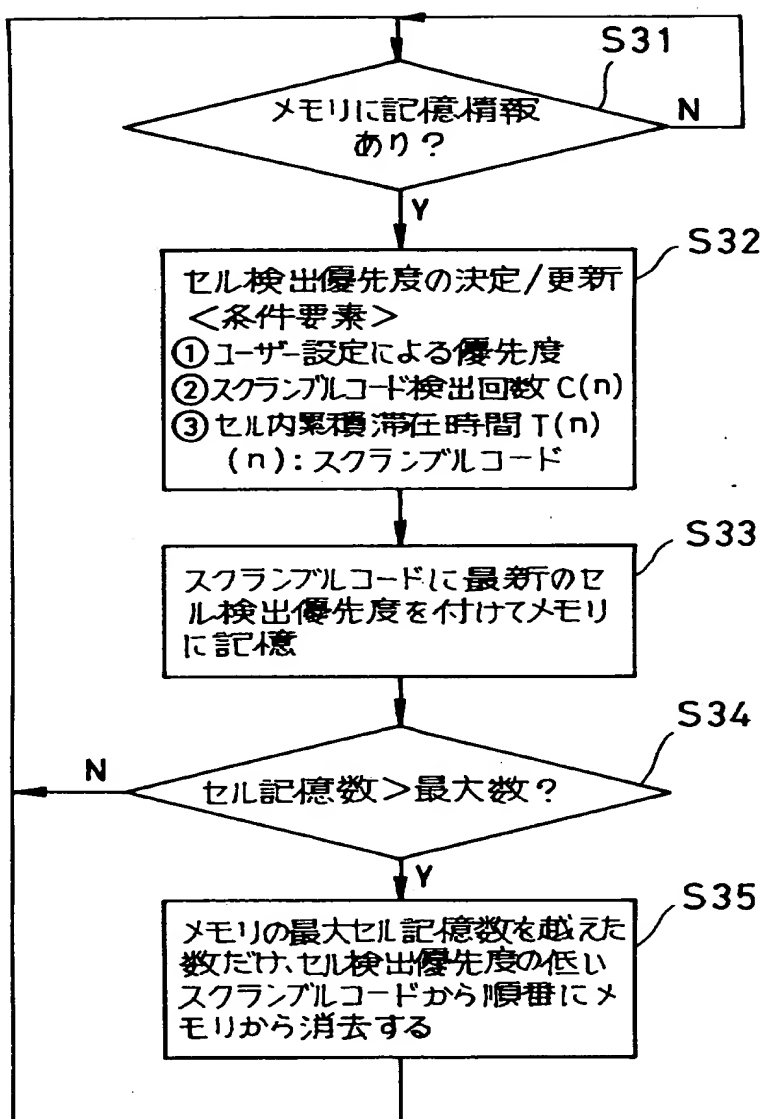 S31
メモリに記憶情報
あり？
N
Y
S32
セル検出優先度の決定/更新
＜条件要素＞
①ユーザー設定による優先度
②スクランブルコード検出回数 C(n)
③セル内累積滞在時間 T(n)
(n):スクランブルコード
S33
スクランブルコードに最新のセ
ル検出優先度を付けてメモリ
に記憶
S34
N
セル記憶数＞最大数？
Y
S35
メモリの最大セル記憶数を越えた
数だけ、セル検出優先度の低い
スクランブルコードから順番にメ
モリから消去する